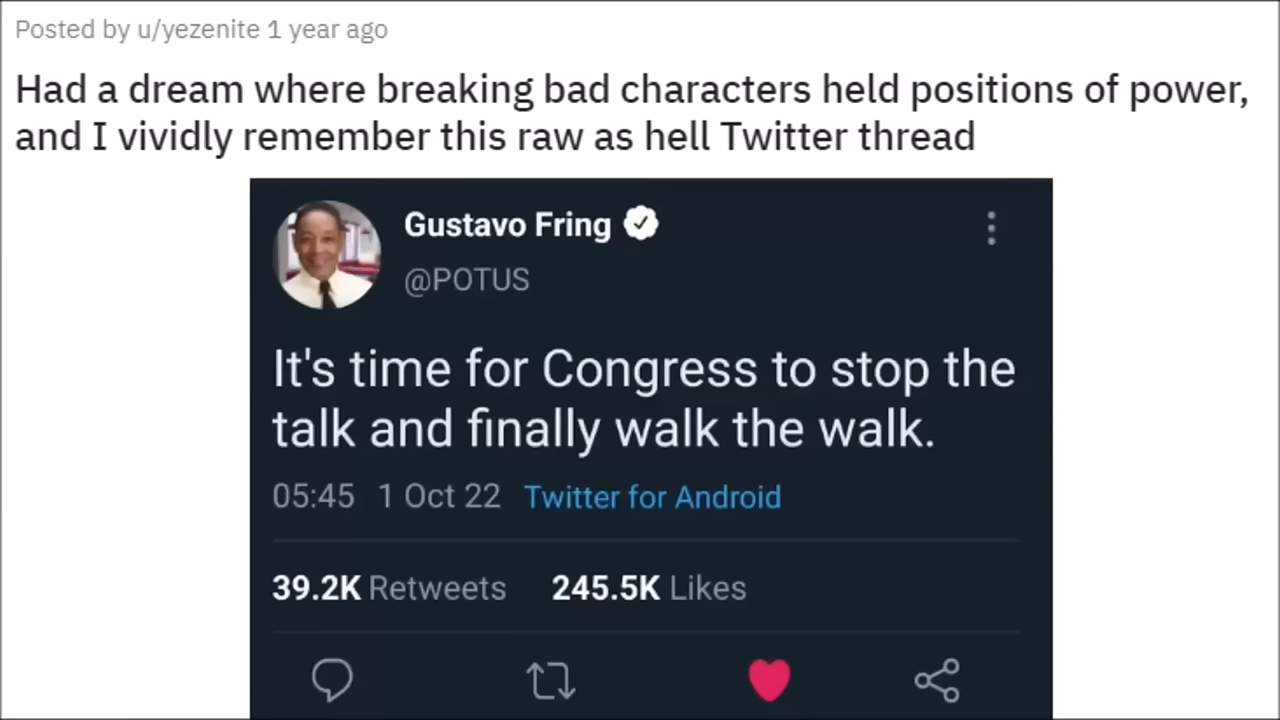 Posted by u/yezenite 1 year ago
Had a dream where breaking bad characters held positions of power,
and I vividly remember this raw as hell Twitter thread
Gustavo Fring
@POTUS
It's time for Congress to stop the
talk and finally walk the walk.
05:45 1 Oct 22 Twitter for Android
39.2K Retweets 245.5K Likes